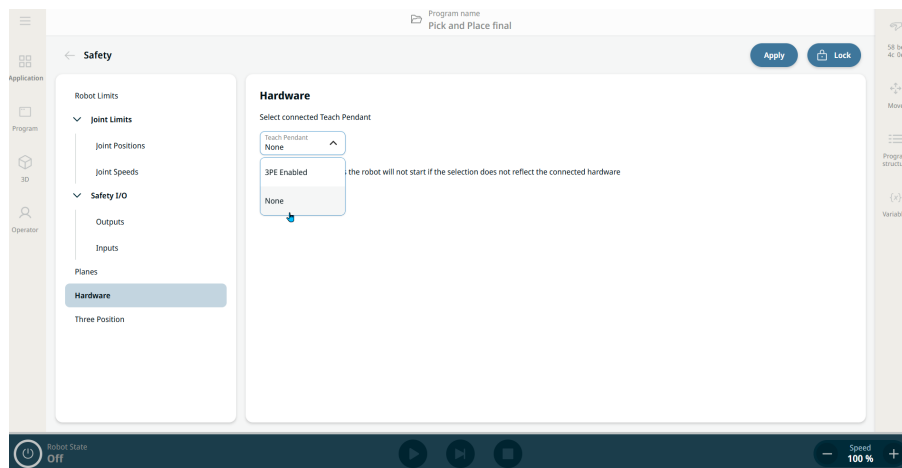 Program name
Pick and Place final
Safety
Apply
Lock
Application
Program
3D
Operator
Robot Limits
Joint Limits
Joint Positions
Joint Speeds
Safety I/O
Outputs
Inputs
Planes
Hardware
Three Position
Hardware
Select connected Teach Pendant
Teach Pendant
None
3PE Enabled
None
the robot will not start if the selection does not reflect the connected hardware
Move
Robot State
Off
Speed
100 %